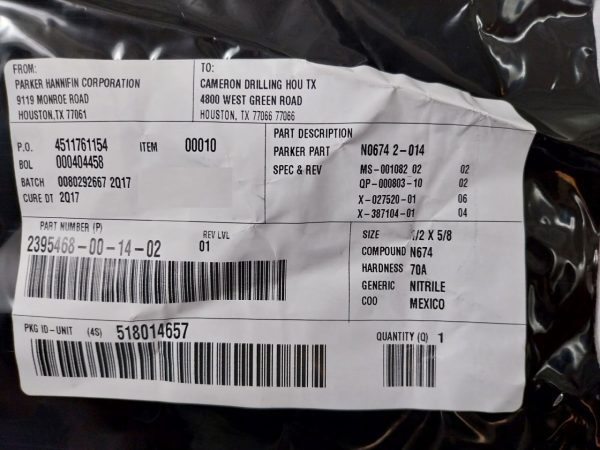 FROM:
PARKER HANNIFIN CORPORATION
9119 MONROE ROAD
HOUSTON,TX 77061
TO:
CAMERON DRILLING HOU TX
4800 WEST GREEN ROAD
HOUSTON, TX 77066 77066
P.O. 4511761154 ITEM 00010
BOL 000404458
BATCH 0080292667 2Q17
CURE DT 2Q17
PART DESCRIPTION
PARKER PART N0674 2-014
SPEC & REV MS-001082 02 02
QP-000803-10 02
X-027520-01 06
X-387104-01 04
PART NUMBER (P) REV LVL
2395468-00-14-02 01
SIZE 1/2 X 5/8
COMPOUND N674
HARDNESS 70A
GENERIC NITRILE
COO MEXICO
PKG ID-UNIT (4S) 518014657
QUANTITY (Q) 1